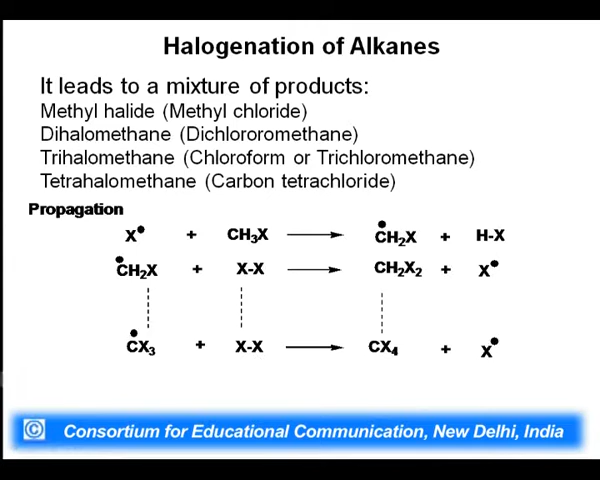 Halogenation of Alkanes
It leads to a mixture of products:
Methyl halide (Methyl chloride)
Dihalomethane (Dichlororomethane)
Trihalomethane (Chloroform or Trichloromethane)
Tetrahalomethane (Carbon tetrachloride)
Propagation
X• + CH₃X ⟶ •CH₂X + H-X
•CH₂X + X-X ⟶ CH₂X₂ + X•
•CX₃ + X-X ⟶ CX₄ + X•
© Consortium for Educational Communication, New Delhi, India